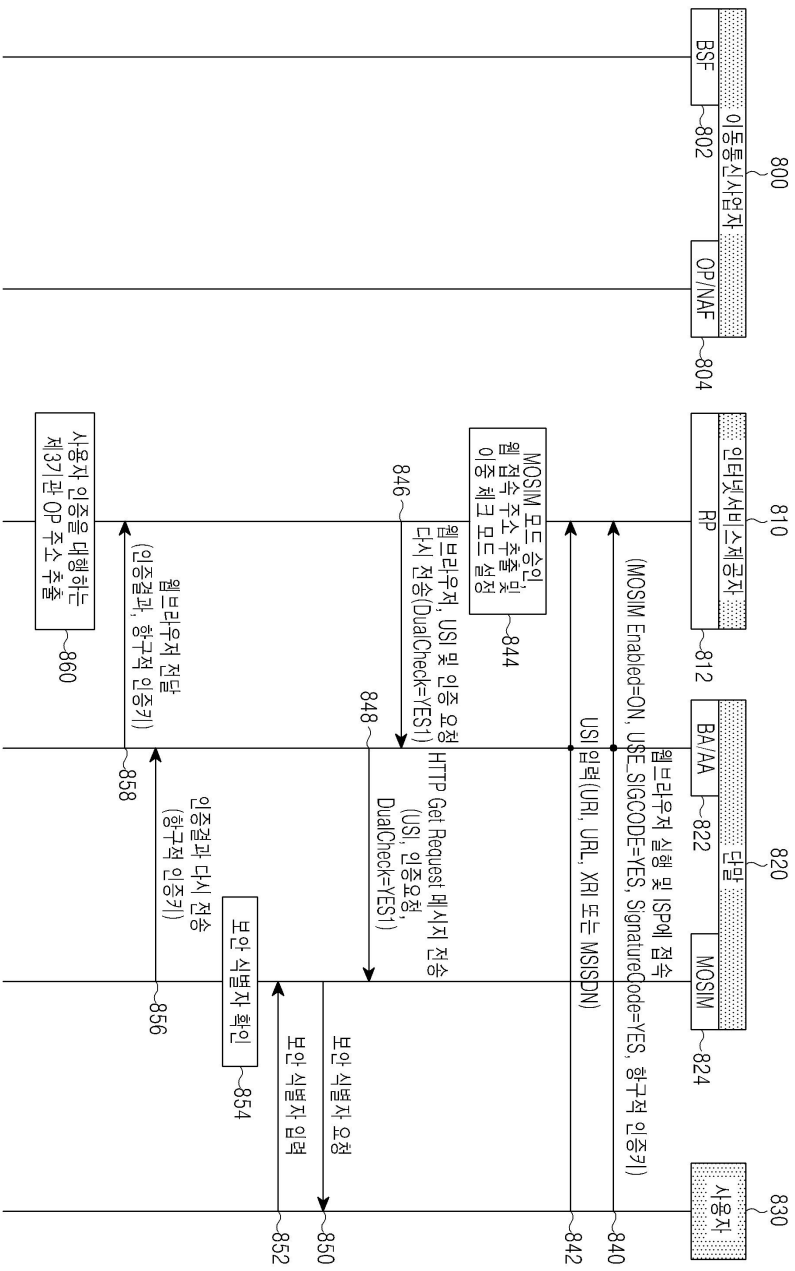 800
이동통신사업자
BSF
802
OP/NAF
804
810
인터넷서비스제공자
RP
812
820
단말
BA/AA
822
MOSIM
824
830
사용자
웹브라우저 실행 및 ISP에 접속
(MOSIM Enabled=ON, USE_SIGCODE=YES, SignatureCode=YES, 항구적 인증키)
840
USI 입력(URI, URL, XRI 또는 MSISDN)
842
MOSIM 모드 승인,
웹 접속 주소 추출 및
이중 체크 모드 설정
844
846
웹브라우저, USI 및 인증 요청
다시 전송(DualCheck=YES1)
848
HTTP Get Request 메시지 전송
(USI, 인증요청,
DualCheck=YES1)
보안 식별자 요청
850
보안 식별자 입력
852
보안 식별자 확인
854
인증결과 다시 전송
(항구적 인증키)
856
웹브라우저 전달
(인증결과, 항구적 인증키)
858
사용자 인증을 대행 하는
제3기관 OP 주소 추출
860